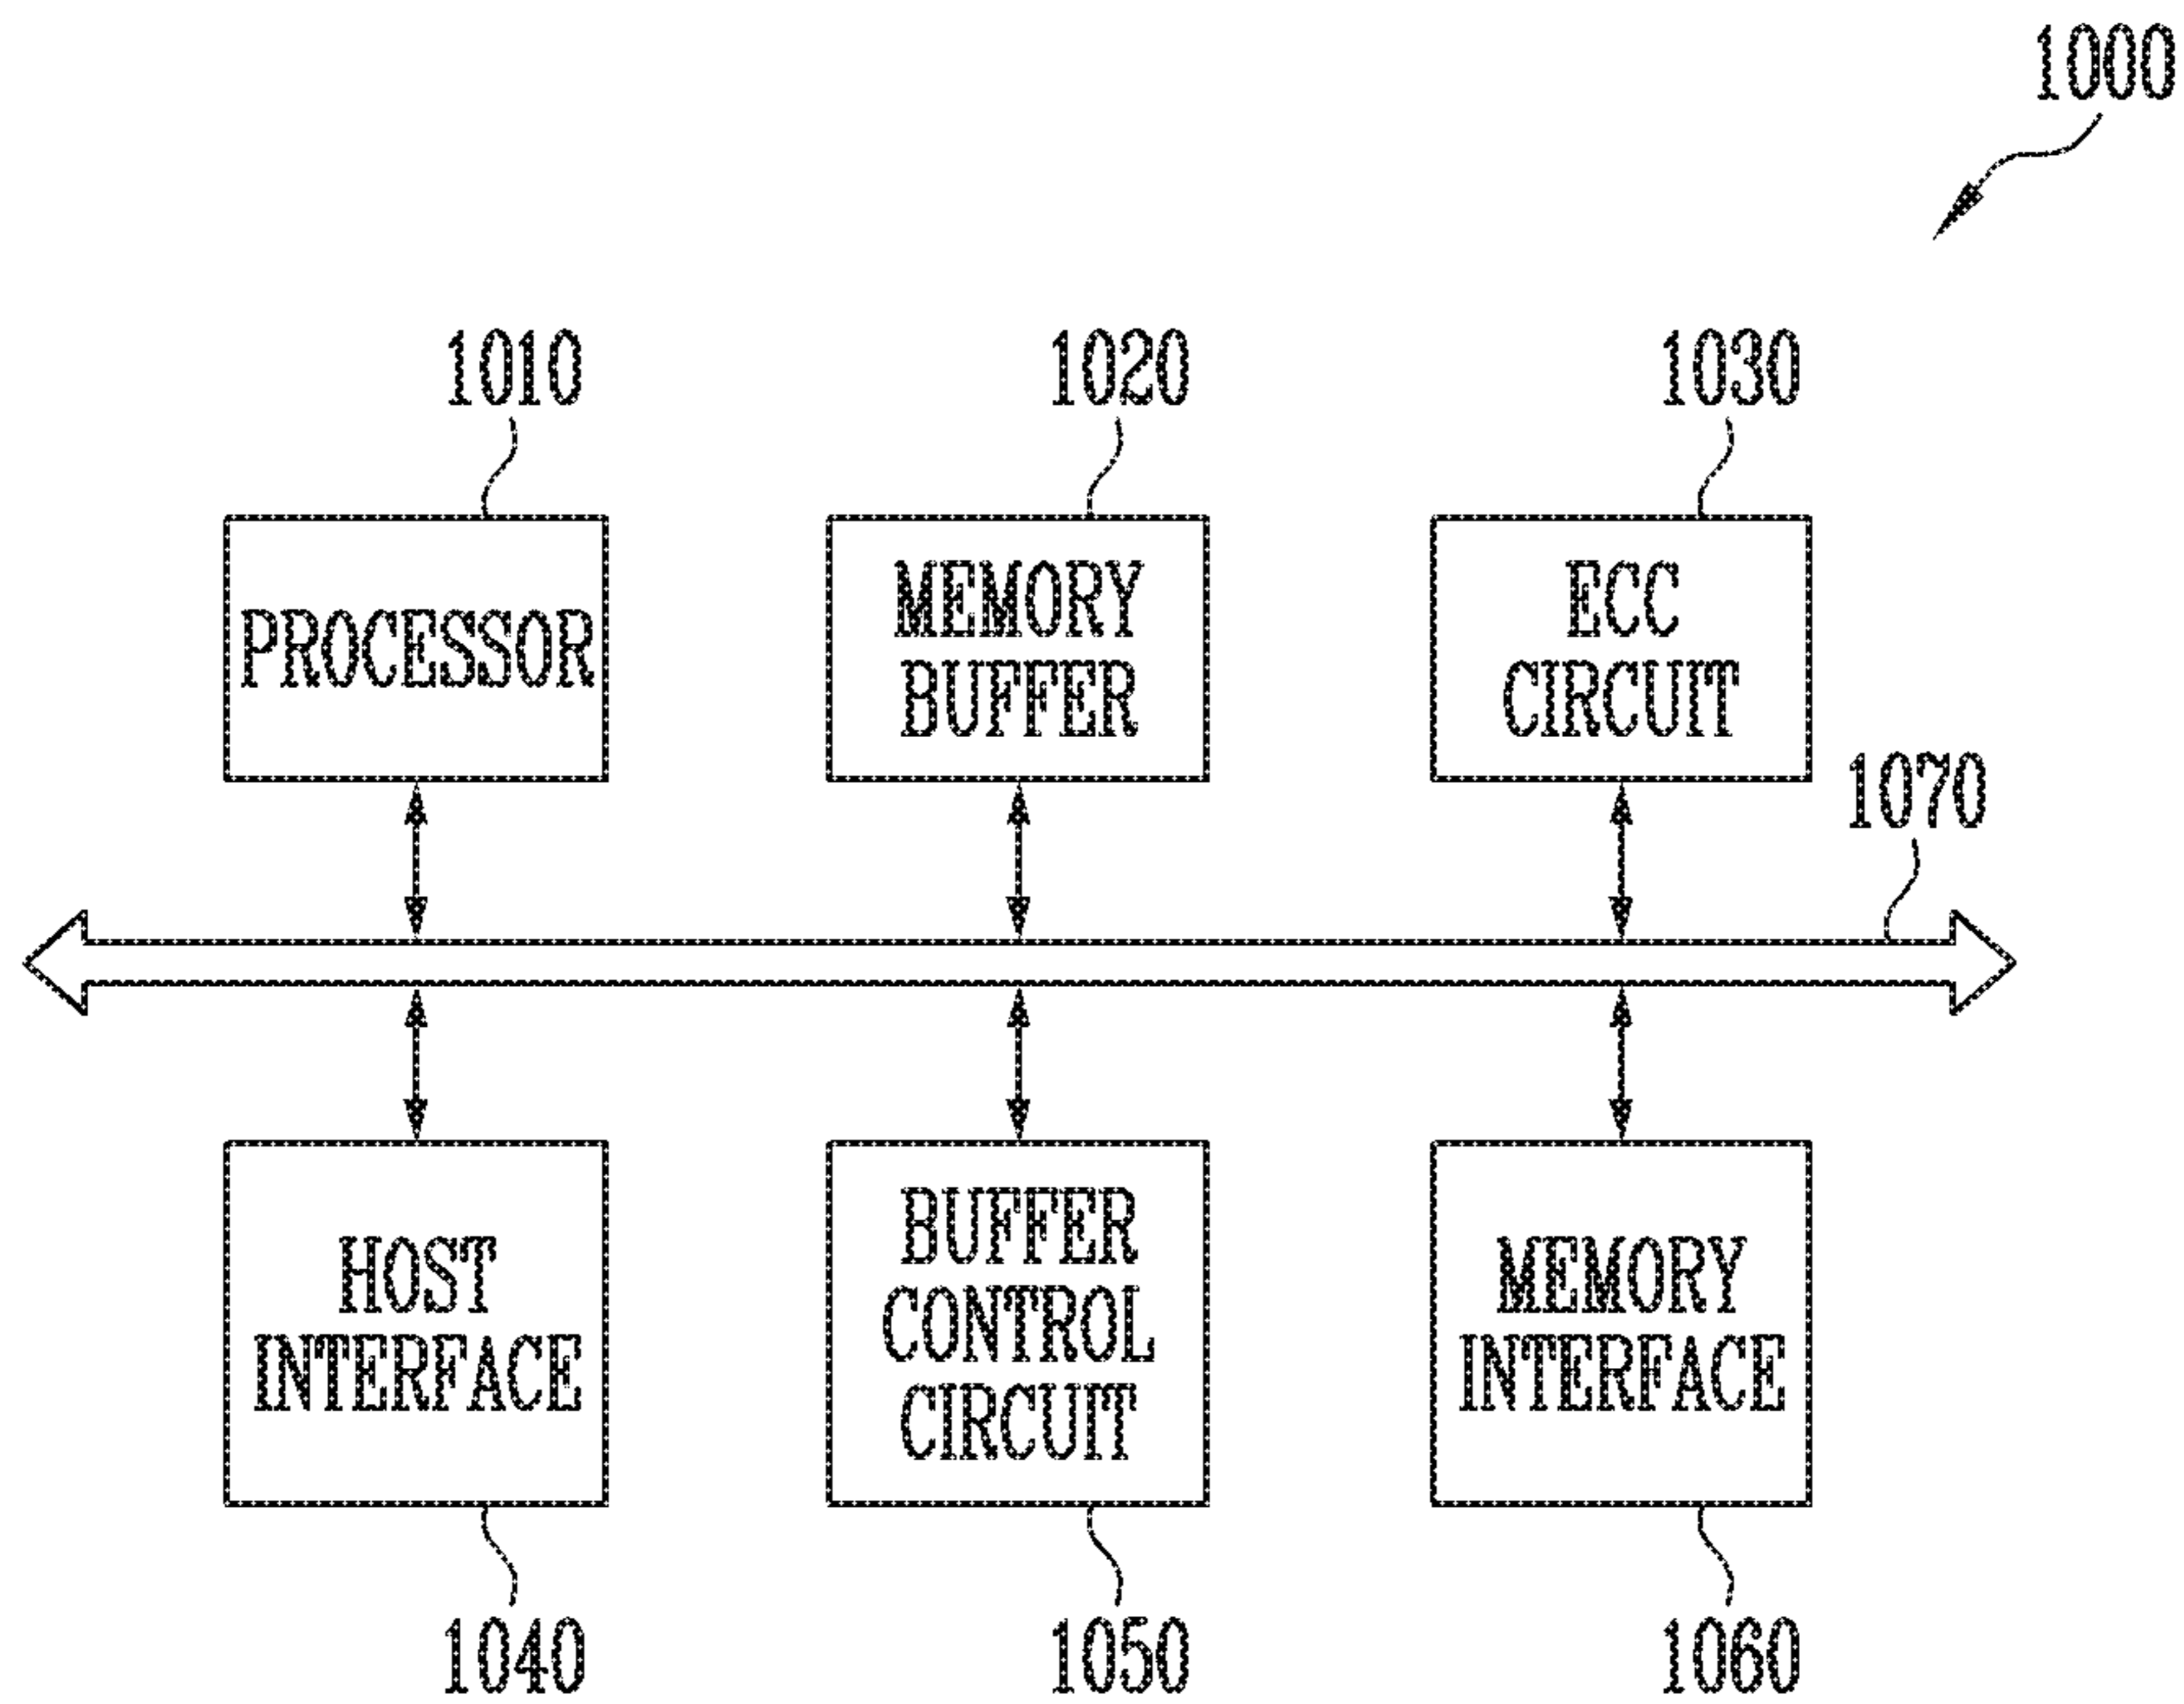 1000
1010
1020
1030
PROCESSOR
MEMORY
BUFFER
ECC
CIRCUIT
1070
HOST
INTERFACE
BUFFER
CONTROL
CIRCUIT
MEMORY
INTERFACE
1040
1050
1060